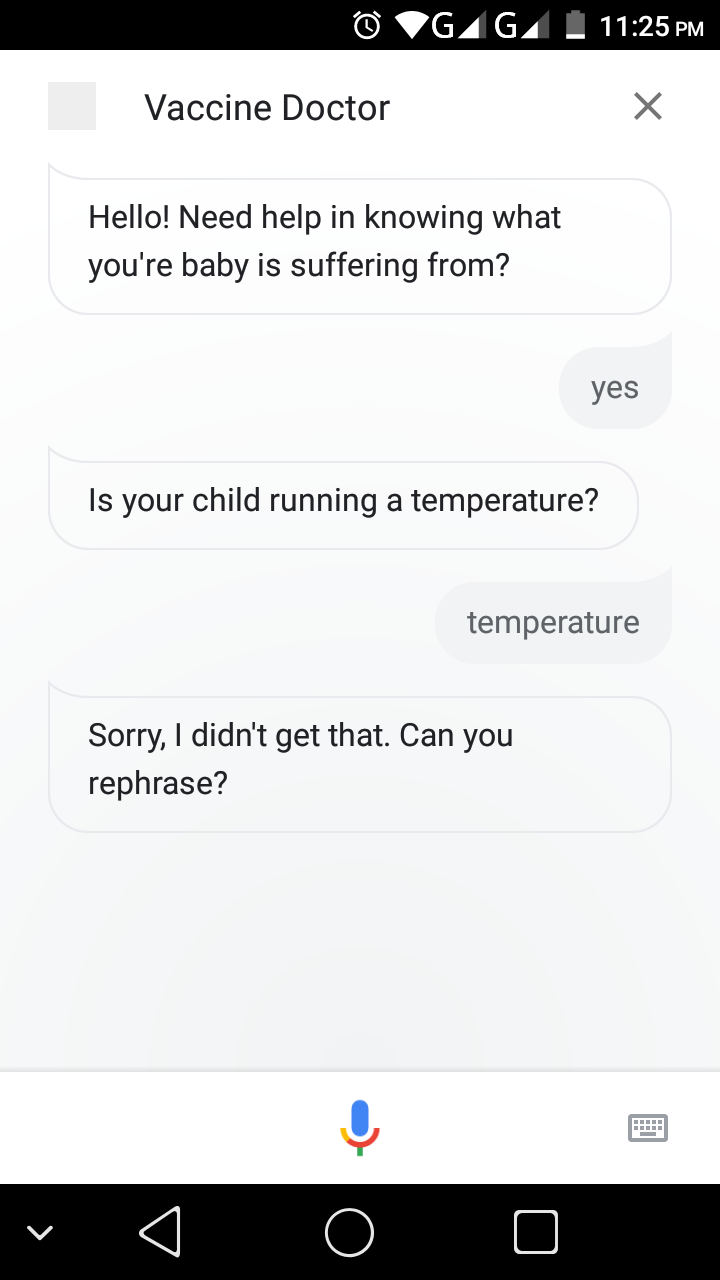 G G 11:25 PM
Vaccine Doctor
Hello! Need help in knowing what
you're baby is suffering from?
yes
Is your child running a temperature?
temperature
Sorry, I didn't get that. Can you
rephrase?